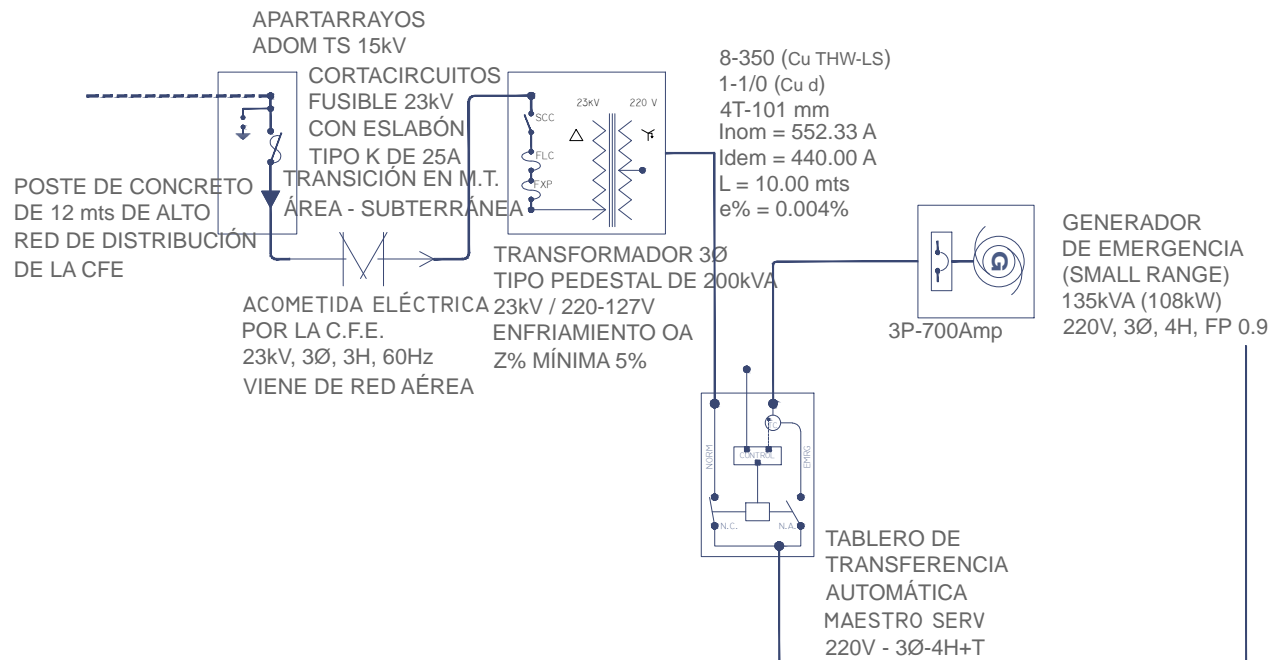 APARTARRAYOS
ADOM TS 15kV
CORTACIRCUITOS
FUSIBLE 23kV
CON ESLABÓN
TIPO K DE 25A
TRANSICIÓN EN M.T.
ÁREA - SUBTERRÁNEA
POSTE DE CONCRETO
DE 12 mts DE ALTO
RED DE DISTRIBUCIÓN
DE LA CFE
ACOMETIDA ELÉCTRICA
POR LA C.F.E.
23kV, 3Ø, 3H, 60Hz
VIENE DE RED AÉREA
23kV
220 V
SCC
FLC
FXP
TRANSFORMADOR 3Ø
TIPO PEDESTAL DE 200kVA
23kV / 220-127V
ENFRIAMIENTO OA
Z% MÍNIMA 5%
8-350 (Cu THW-LS)
1-1/0 (Cu d)
4T-101 mm
Inom = 552.33 A
Idem = 440.00 A
L = 10.00 mts
e% = 0.004%
G
3P-700Amp
GENERADOR
DE EMERGENCIA
(SMALL RANGE)
135kVA (108kW)
220V, 3Ø, 4H, FP 0.9
NORM
CONTROL
EMRG
N.C.
N.A.
TABLERO DE
TRANSFERENCIA
AUTOMÁTICA
MAESTRO SERV
220V - 3Ø-4H+T